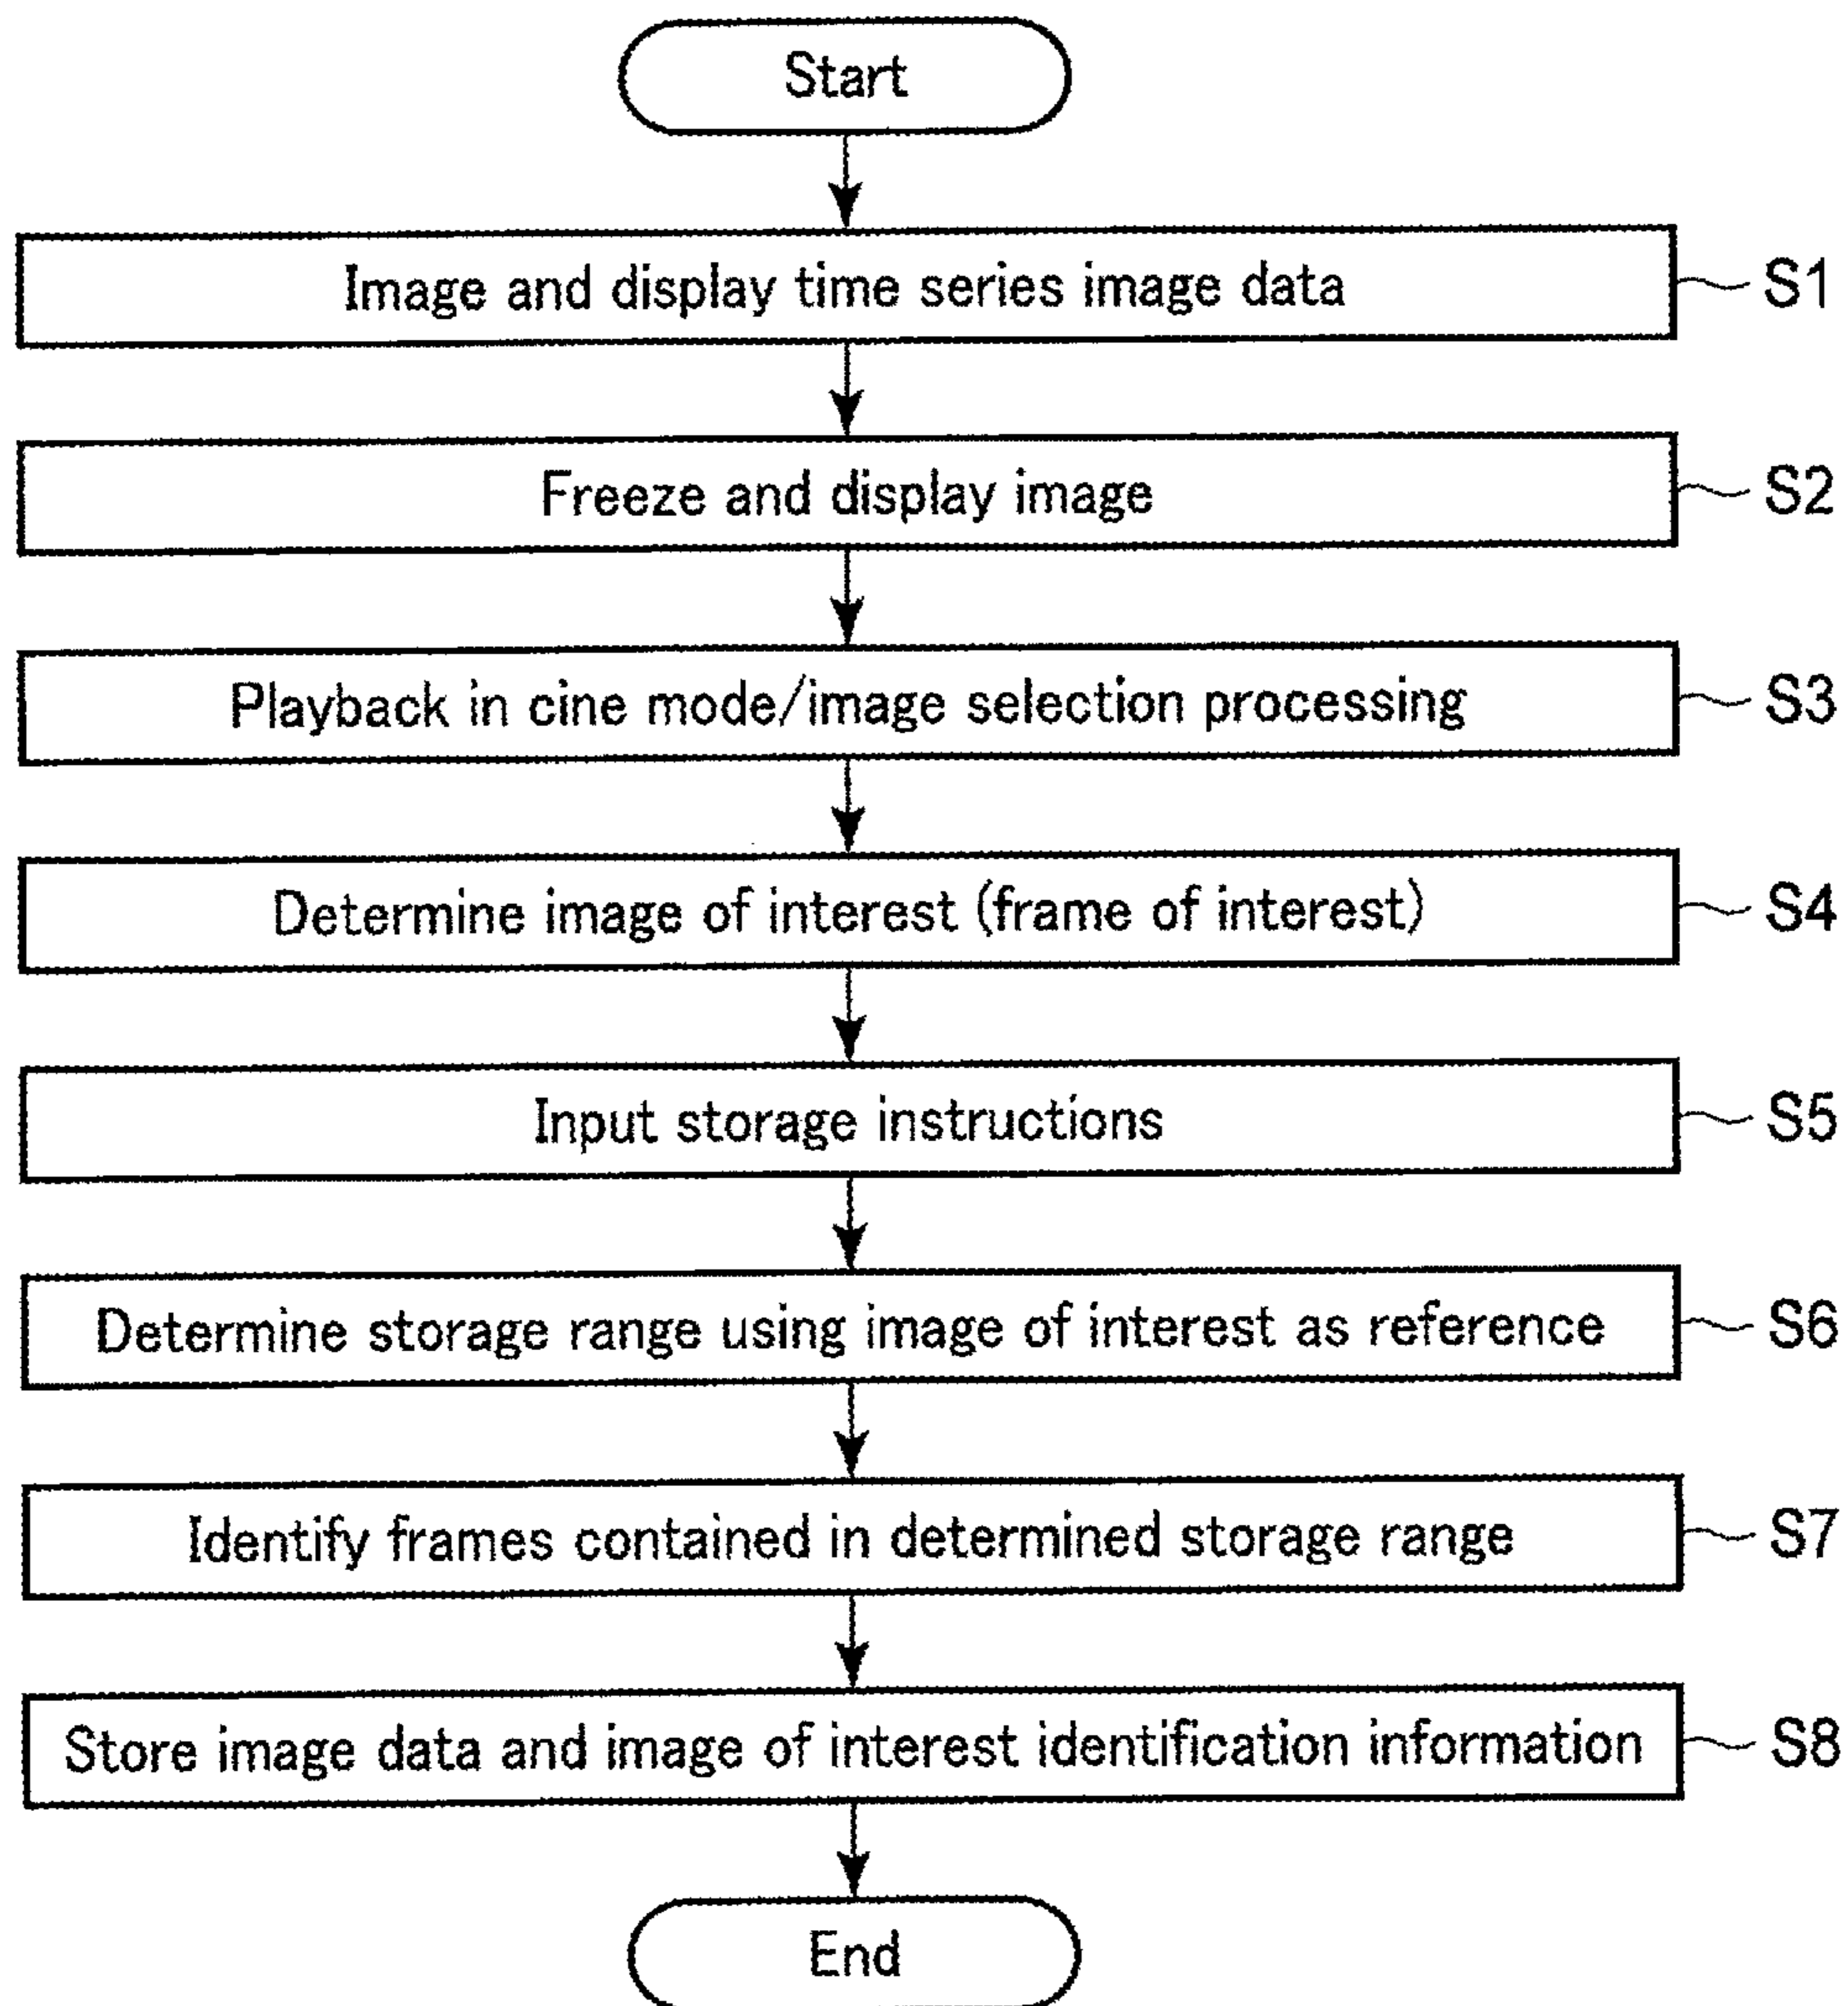 Start
Image and display time series image data
S1
Freeze and display image
S2
Playback in cine mode/image selection processing
S3
Determine image of interest (frame of interest)
S4
Input storage instructions
S5
Determine storage range using image of interest as reference
S6
Identify frames contained in determined storage range
S7
Store image data and image of interest identification information
S8
End